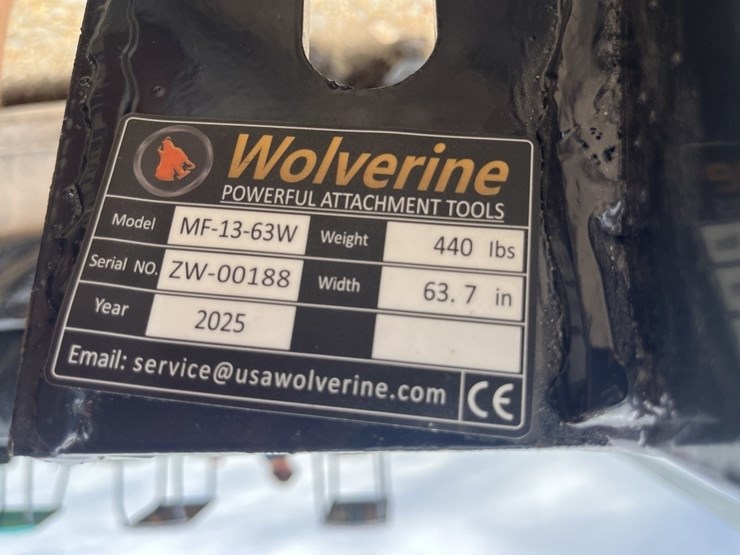 Wolverine
POWERFUL ATTACHMENT TOOLS
Model MF-13-63W Weight 440 lbs
Serial NO. ZW-00188 Width 63.7 in
Year 2025
Email: service@usawolverine.com CE